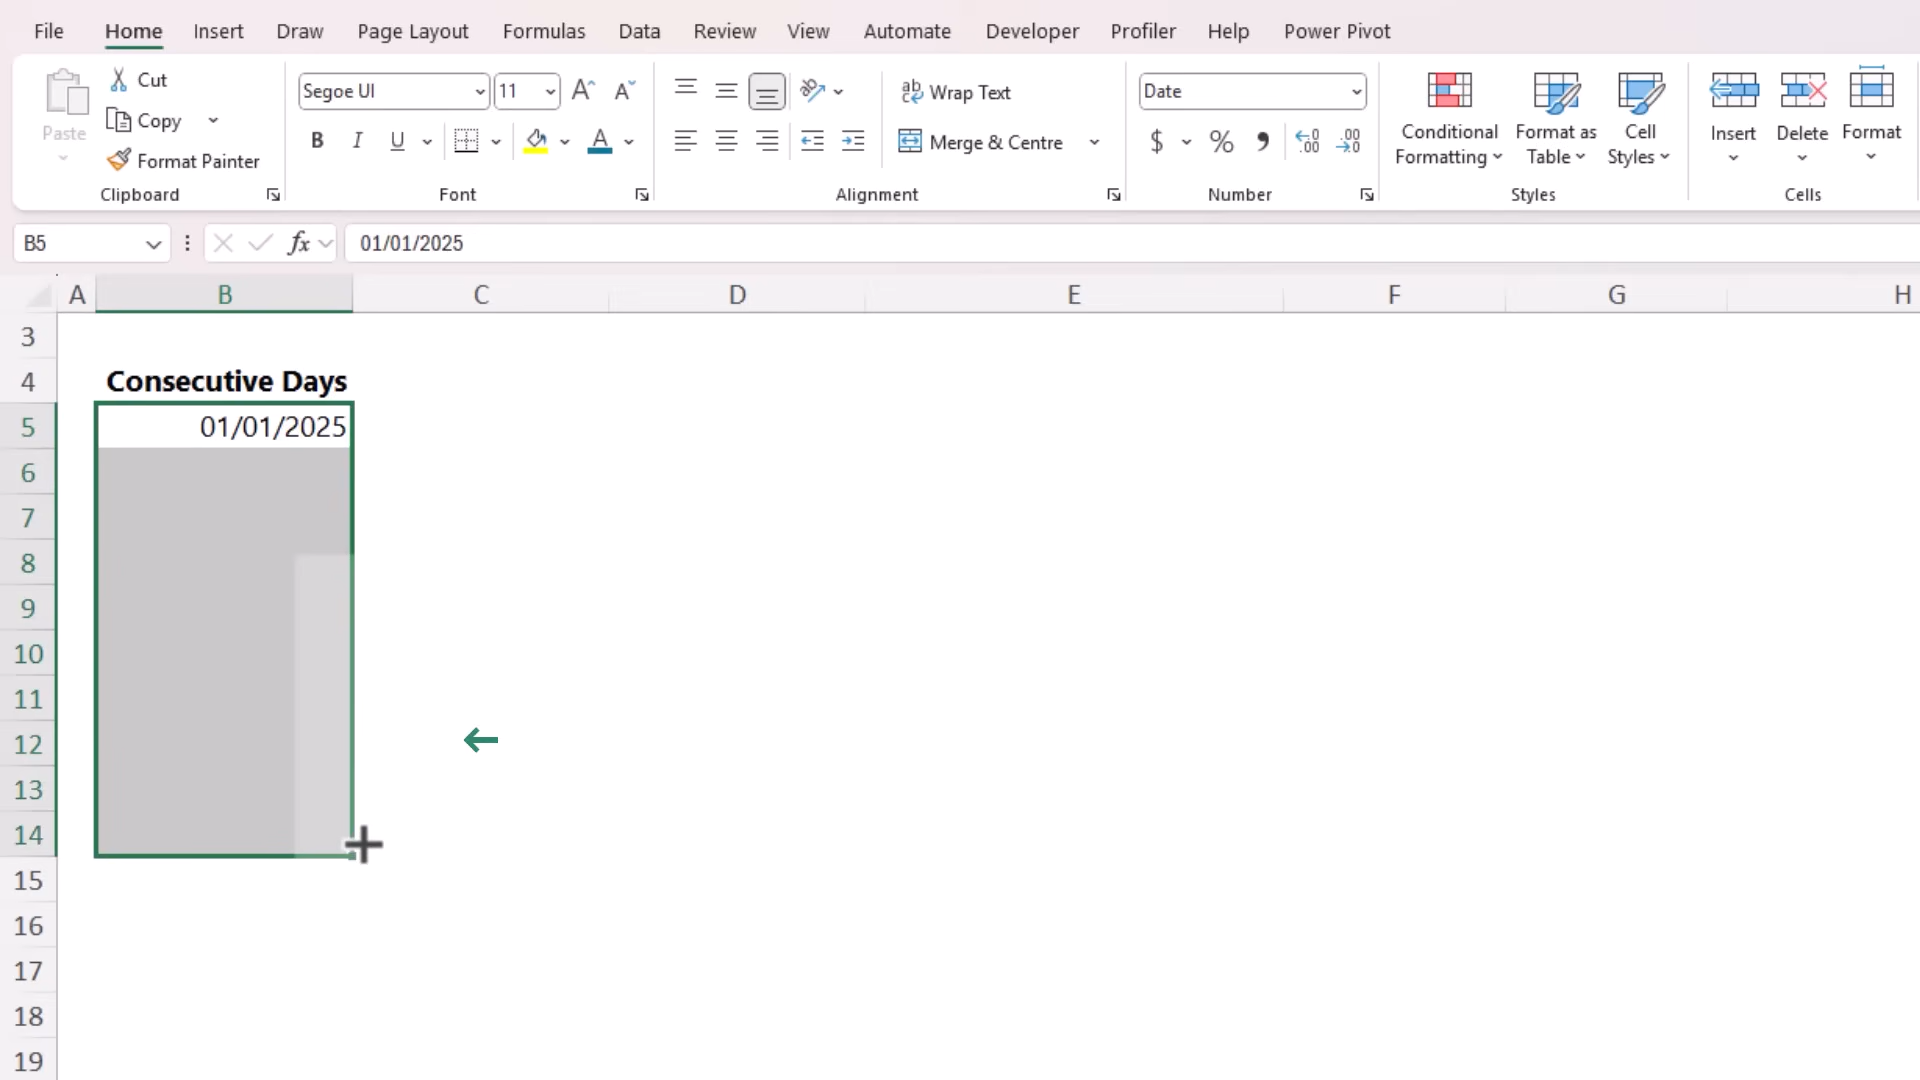 File Home Insert Draw Page Layout Formulas Data Review View Automate Developer Profiler Help Power Pivot
Paste Cut Copy Format Painter Clipboard
Segoe UI 11 A A B I U A Font
ab Wrap Text Merge & Centre Alignment
Date $ % , .00 .00 Number
Conditional Formatting Format as Table Cell Styles Styles
Insert Delete Format Cells
B5 fx 01/01/2025
A B C D E F G H
3
4 Consecutive Days
5 01/01/2025
6
7
8
9
10
11
12
13
14
15
16
17
18
19